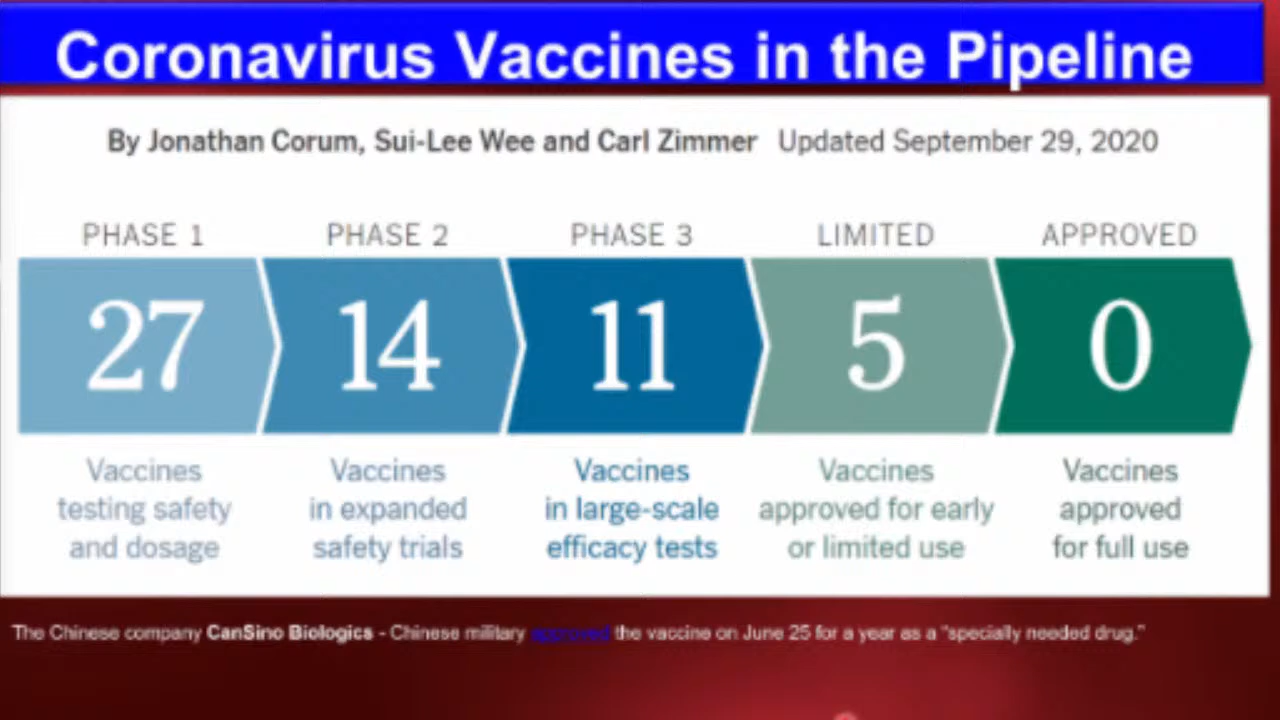 Coronavirus Vaccines in the Pipeline
By Jonathan Corum, Sui-Lee Wee and Carl Zimmer Updated September 29, 2020
PHASE 1 PHASE 2 PHASE 3 LIMITED APPROVED
27 14 11 5 0
Vaccines Vaccines Vaccines Vaccines Vaccines
testing safety in expanded in large-scale approved for early approved
and dosage safety trials efficacy tests or limited use for full use
The Chinese company CanSino Biologics - Chinese military approved the vaccine on June 25 for a year as a "specially needed drug."